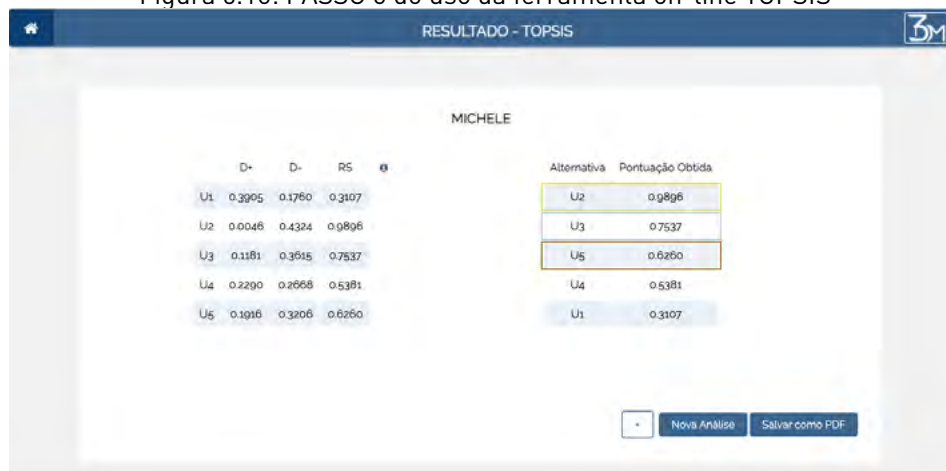 Figura 6.10: PASSO 6 do uso da ferramenta on-line TOPSIS
RESULTADO - TOPSIS
3M
MICHELE
D+ D- RS
U1 0.3905 0.1760 0.3107
U2 0.0046 0.4324 0.9896
U3 0.1181 0.3615 0.7537
U4 0.2290 0.2668 0.5381
U5 0.1916 0.3206 0.6260
Alternativa Pontuação Obtida
U2 0.9896
U3 0.7537
U5 0.6260
U4 0.5381
U1 0.3107
Nova Análise Salvar como PDF